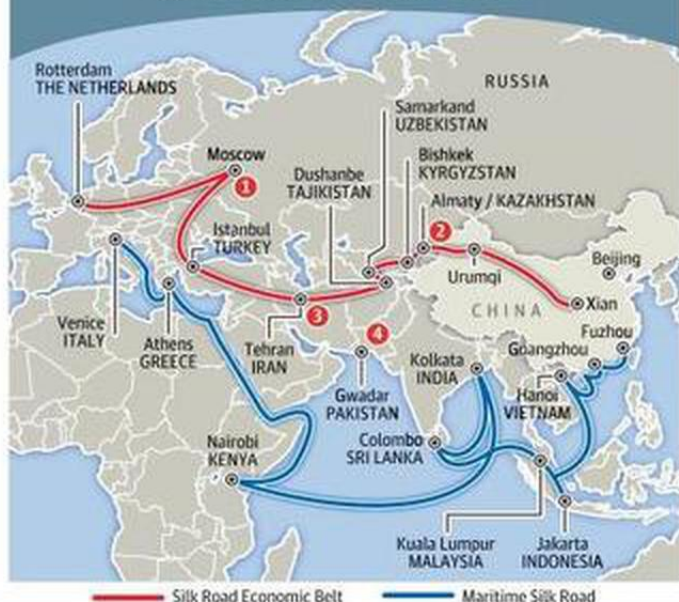 Rotterdam
THE NETHERLANDS
RUSSIA
Samarkand
UZBEKISTAN
Moscow
1
Bishkek
KYRGYZSTAN
Dushanbe
TAJIKISTAN
Almaty / KAZAKHSTAN
Istanbul
TURKEY
2
Urumqi
Beijing
CHINA
Xian
3
Venice
ITALY
Athens
GREECE
Tehran
IRAN
4
Fuzhou
Guangzhou
Kolkata
INDIA
Gwadar
PAKISTAN
Hanoi
VIETNAM
Nairobi
KENYA
Colombo
SRI LANKA
Kuala Lumpur
MALAYSIA
Jakarta
INDONESIA
Silk Road Economic Belt
Maritime Silk Road